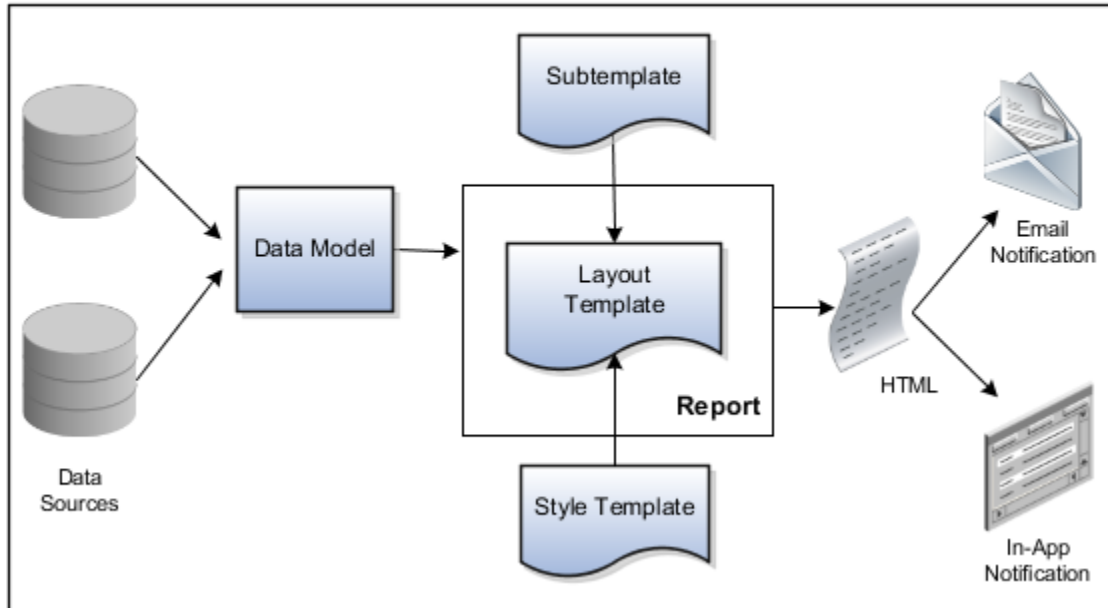 Subtemplate
Data Model
Layout
Template
Report
Style Template
Data
Sources
HTML
Email
Notification
In-App
Notification